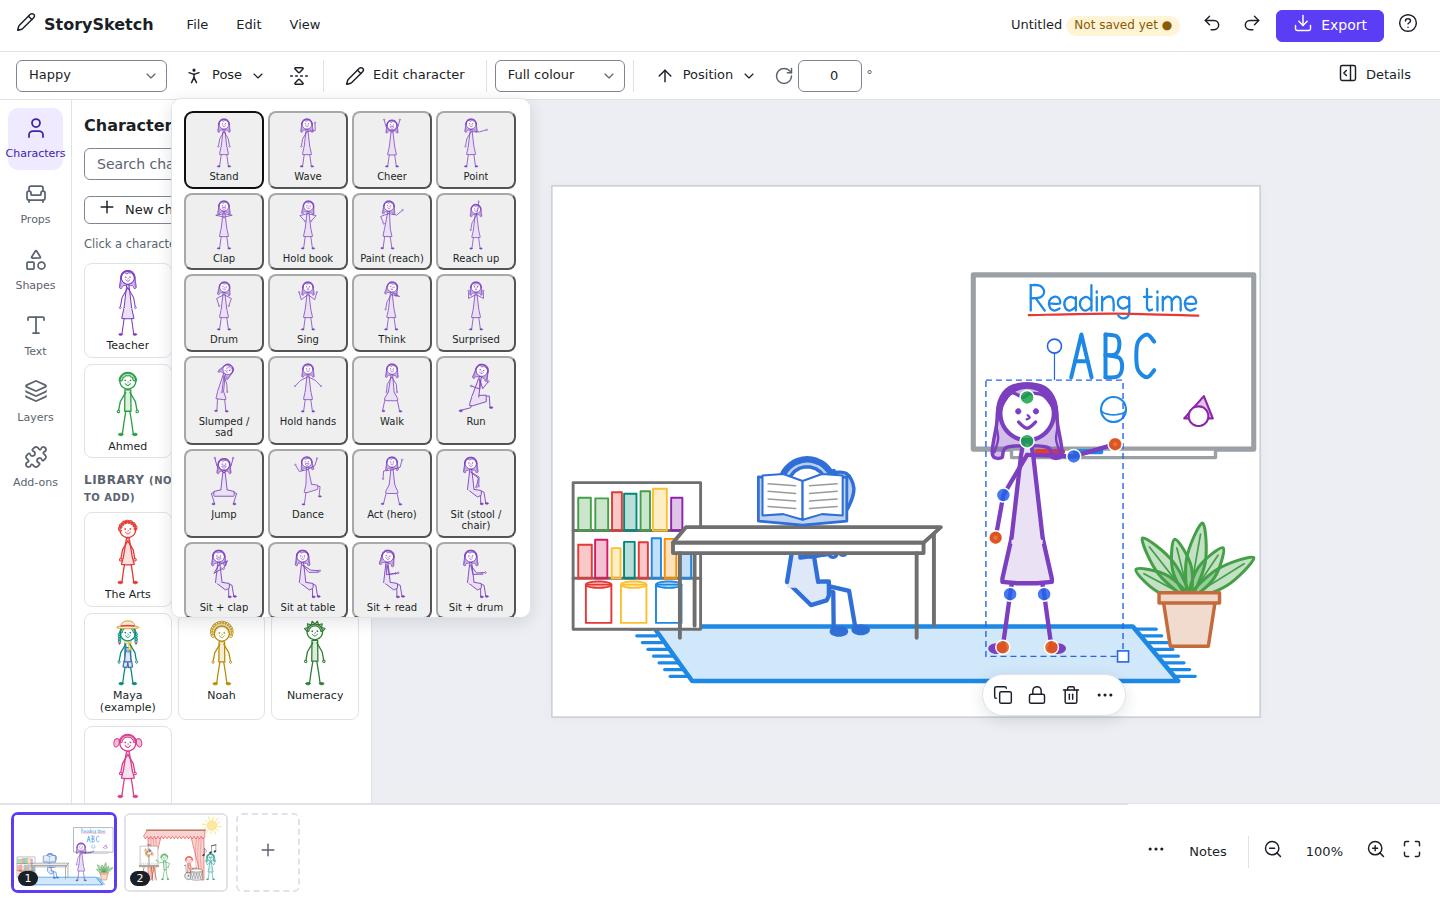 StorySketch File Edit View Untitled Not saved yet Export
Happy Pose Edit character Full colour Position 0 ° Details
Characters
Props
Shapes
Text
Layers
Add-ons
Character
Search cha
New ch
Click a characte
Teacher
Ahmed
LIBRARY (NO
TO ADD)
The Arts
Maya
(example)
Noah
Numeracy
Stand Wave Cheer Point
Clap Hold book Paint (reach) Reach up
Drum Sing Think Surprised
Slumped /
sad
Hold hands Walk Run
Jump Dance Act (hero) Sit (stool /
chair)
Sit + clap Sit at table Sit + read Sit + drum
Reading time
ABC
Reading time
ABC
1
2
Notes 100%